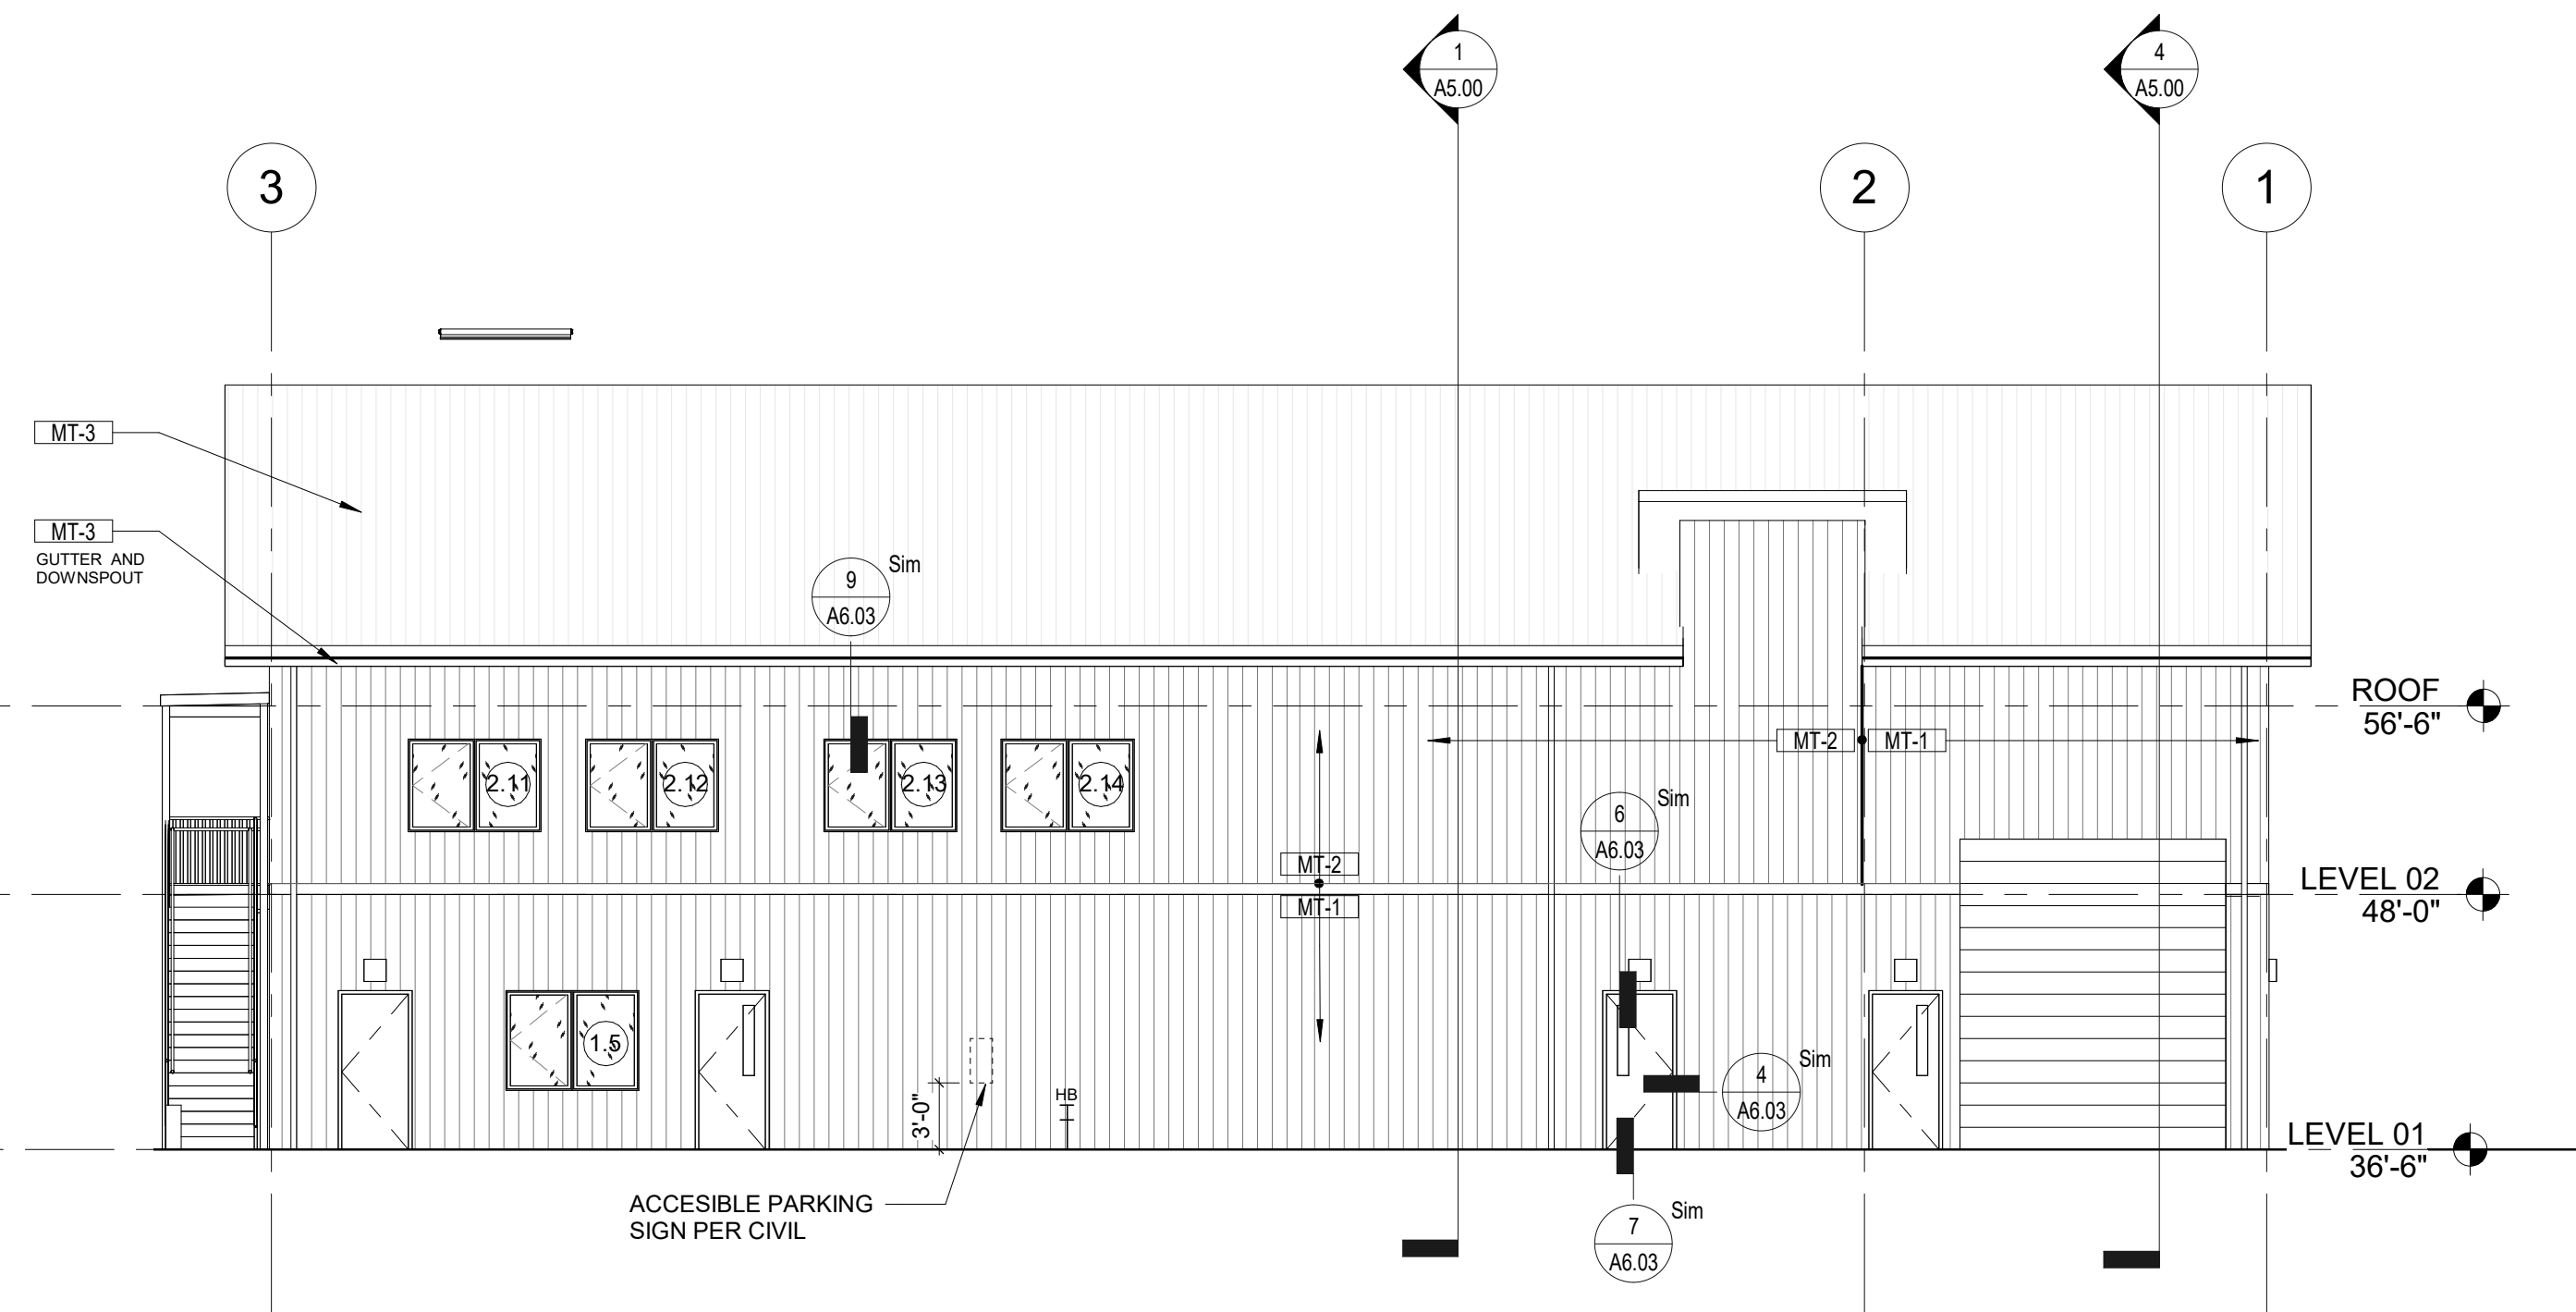 1
A5.00
4
A5.00
3
2
1
MT-3
MT-3
GUTTER AND
DOWNSPOUT
9
A6.03
Sim
ROOF
56'-6"
MT-2
MT-1
2.11
2.12
2.13
2.14
6
A6.03
Sim
MT-2
MT-1
LEVEL 02
48'-0"
1.5
3'-0"
HB
4
A6.03
Sim
LEVEL 01
36'-6"
ACCESIBLE PARKING
SIGN PER CIVIL
7
A6.03
Sim